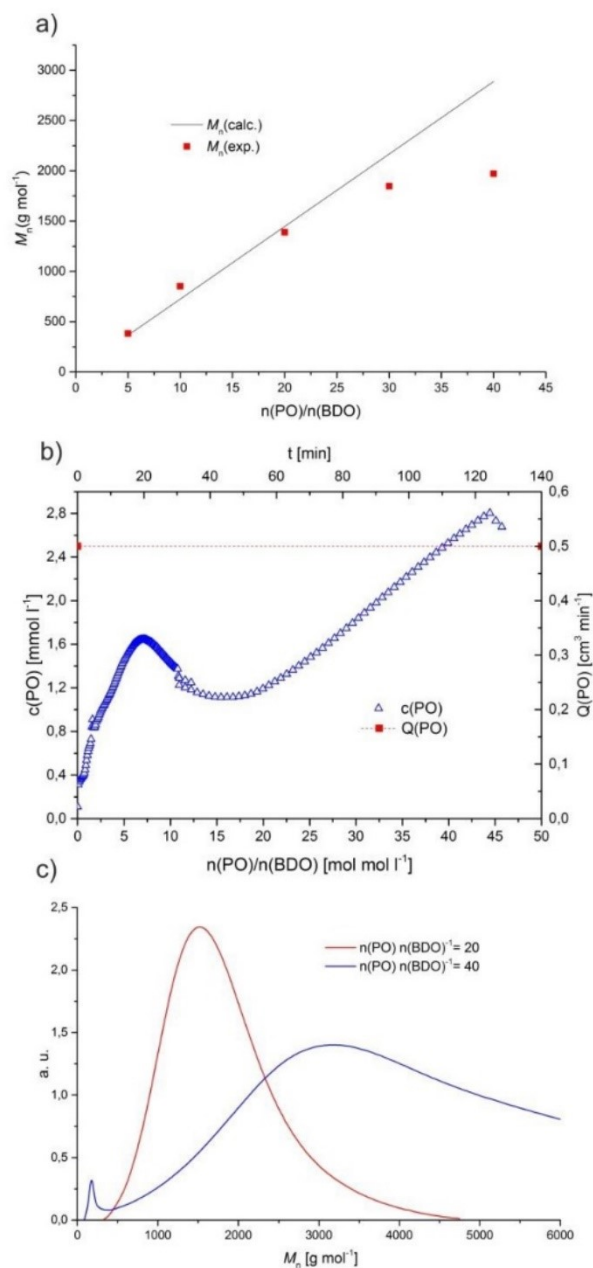 a)
3000
2500
2000
1500
1000
500
0
Mn(g mol-1)
Mn(calc.)
Mn(exp.)
0 5 10 15 20 25 30 35 40 45
n(PO)/n(BDO)
b)
t [min]
0 20 40 60 80 100 120 140
2,8
2,4
2,0
1,6
1,2
0,8
0,4
0,0
c(PO) [mmol l-1]
c(PO)
Q(PO)
0,6
0,5
0,4
0,3
0,2
0,1
0,0
Q(PO) [cm3 min-1]
0 5 10 15 20 25 30 35 40 45 50
n(PO)/n(BDO) [mol mol l-1]
c)
2,5
2,0
1,5
1,0
0,5
0,0
a. u.
n(PO) n(BDO)-1= 20
n(PO) n(BDO)-1= 40
0 1000 2000 3000 4000 5000 6000
Mn [g mol-1]